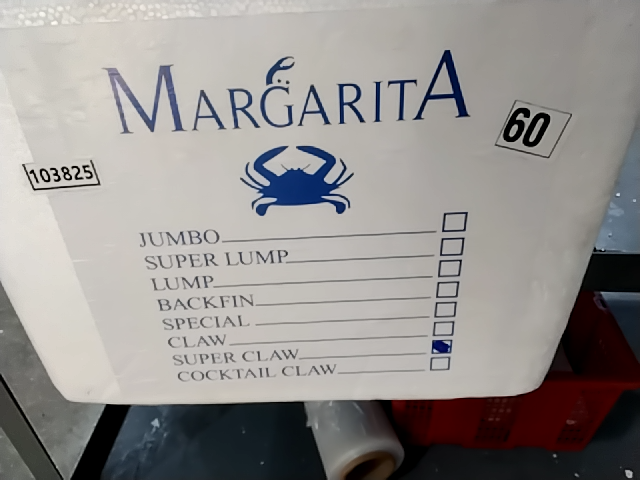 MARGARITA
60
103825
JUMBO
SUPER LUMP
LUMP
BACKFIN
SPECIAL
CLAW
SUPER CLAW
COCKTAIL CLAW